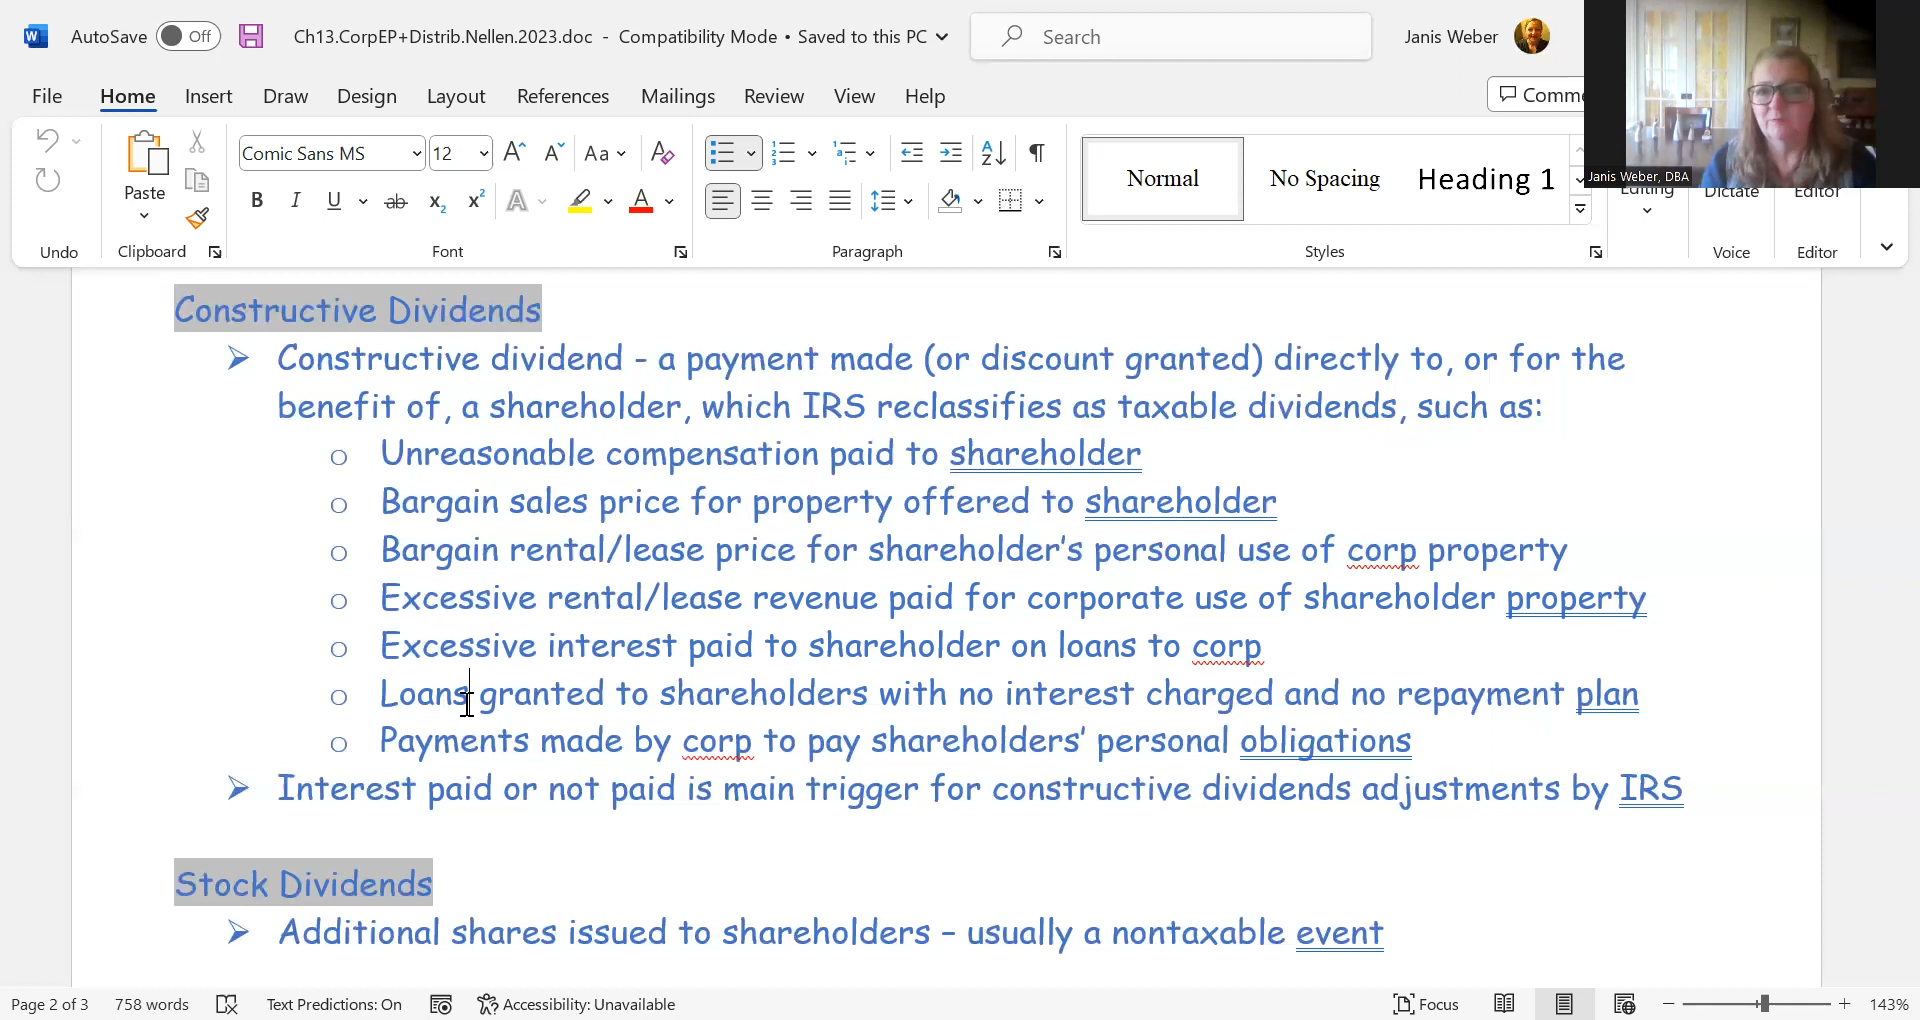 AutoSave Off Ch13.CorpEP+Distrib.Nellen.2023.doc - Compatibility Mode • Saved to this PC Search Janis Weber
File Home Insert Draw Design Layout References Mailings Review View Help Comme
Comic Sans MS 12 Aa A
Paste B I U ab x2 x2 A A Normal No Spacing Heading 1 Janis Weber, DBA
Editing Dictate Editor
Undo Clipboard Font Paragraph Styles Voice Editor
Constructive Dividends
Constructive dividend - a payment made (or discount granted) directly to, or for the
benefit of, a shareholder, which IRS reclassifies as taxable dividends, such as:
o Unreasonable compensation paid to shareholder
o Bargain sales price for property offered to shareholder
o Bargain rental/lease price for shareholder's personal use of corp property
o Excessive rental/lease revenue paid for corporate use of shareholder property
o Excessive interest paid to shareholder on loans to corp
o Loans granted to shareholders with no interest charged and no repayment plan
o Payments made by corp to pay shareholders' personal obligations
Interest paid or not paid is main trigger for constructive dividends adjustments by IRS
Stock Dividends
Additional shares issued to shareholders – usually a nontaxable event
Page 2 of 3 758 words Text Predictions: On Accessibility: Unavailable Focus 143%